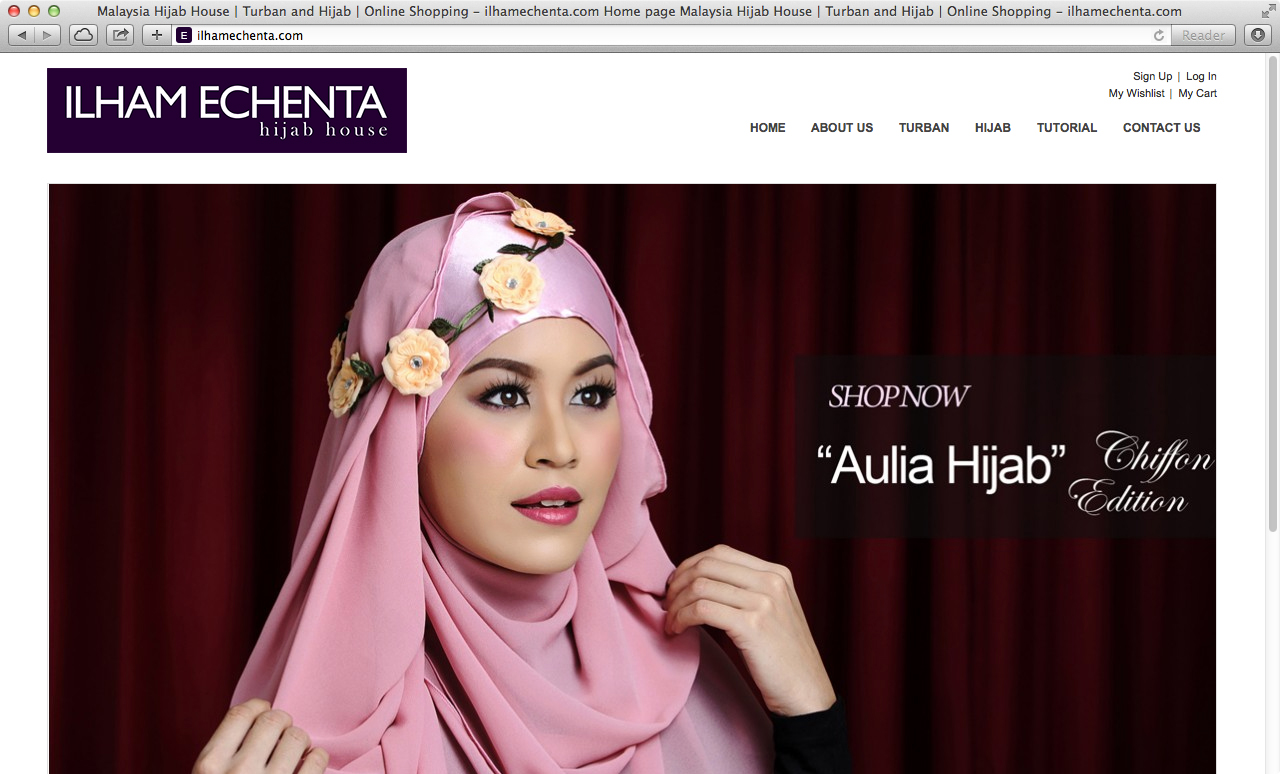 Malaysia Hijab House | Turban and Hijab | Online Shopping - ilhamechenta.com Home page Malaysia Hijab House | Turban and Hijab | Online Shopping - ilhamechenta.com
E ilhamechenta.com
Reader
ILHAM ECHENTA
hijab house
Sign Up | Log In
My Wishlist | My Cart
HOME ABOUT US TURBAN HIJAB TUTORIAL CONTACT US
SHOP NOW
“Aulia Hijab” Chiffon
Edition